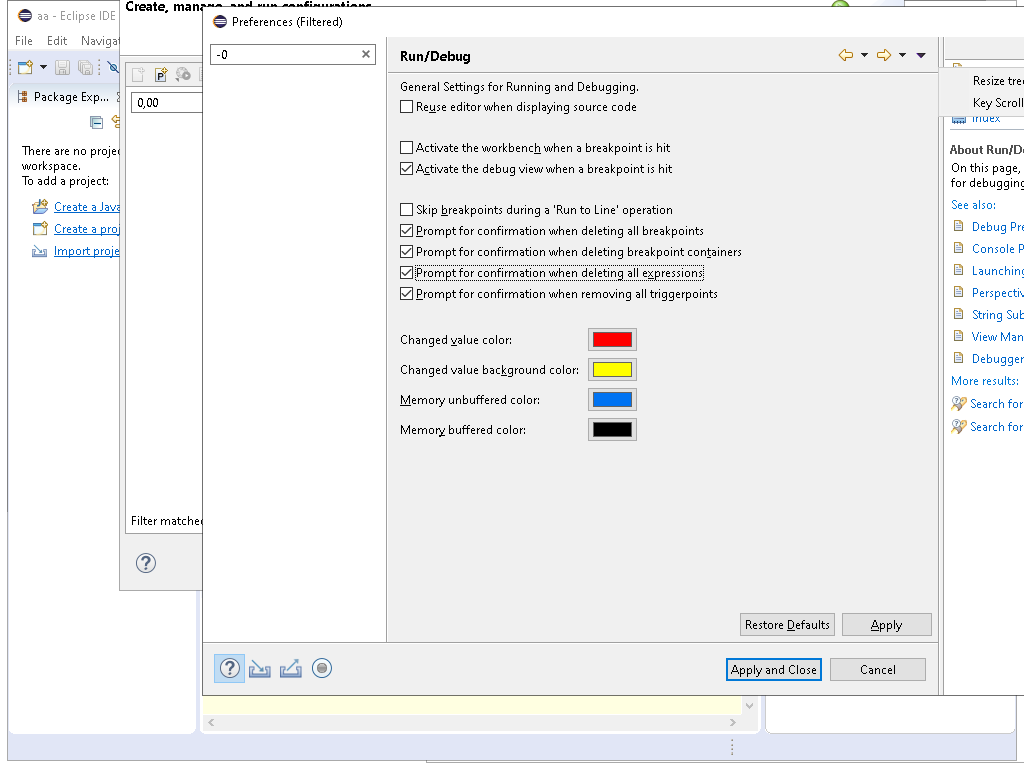 Create, manage, and run configurations
aa - Eclipse IDE
Preferences (Filtered)
File Edit Navigat
-0
Run/Debug
Resize tree
Key Scroll
Package Exp...
P
0,00
General Settings for Running and Debugging.
Reuse editor when displaying source code
Index
There are no proje
workspace.
To add a project:
Activate the workbench when a breakpoint is hit
Activate the debug view when a breakpoint is hit
About Run/De
On this page,
for debugging
Create a Java
Create a proj
Import proje
Skip breakpoints during a 'Run to Line' operation
Prompt for confirmation when deleting all breakpoints
Prompt for confirmation when deleting breakpoint containers
Prompt for confirmation when deleting all expressions
Prompt for confirmation when removing all triggerpoints
See also:
Debug Pre
Console P
Launching
Perspectiv
String Sub
View Man
Debugger
More results:
Search for
Search for
Changed value color:
Changed value background color:
Memory unbuffered color:
Memory buffered color:
Filter matched
Restore Defaults Apply
?
? Apply and Close Cancel